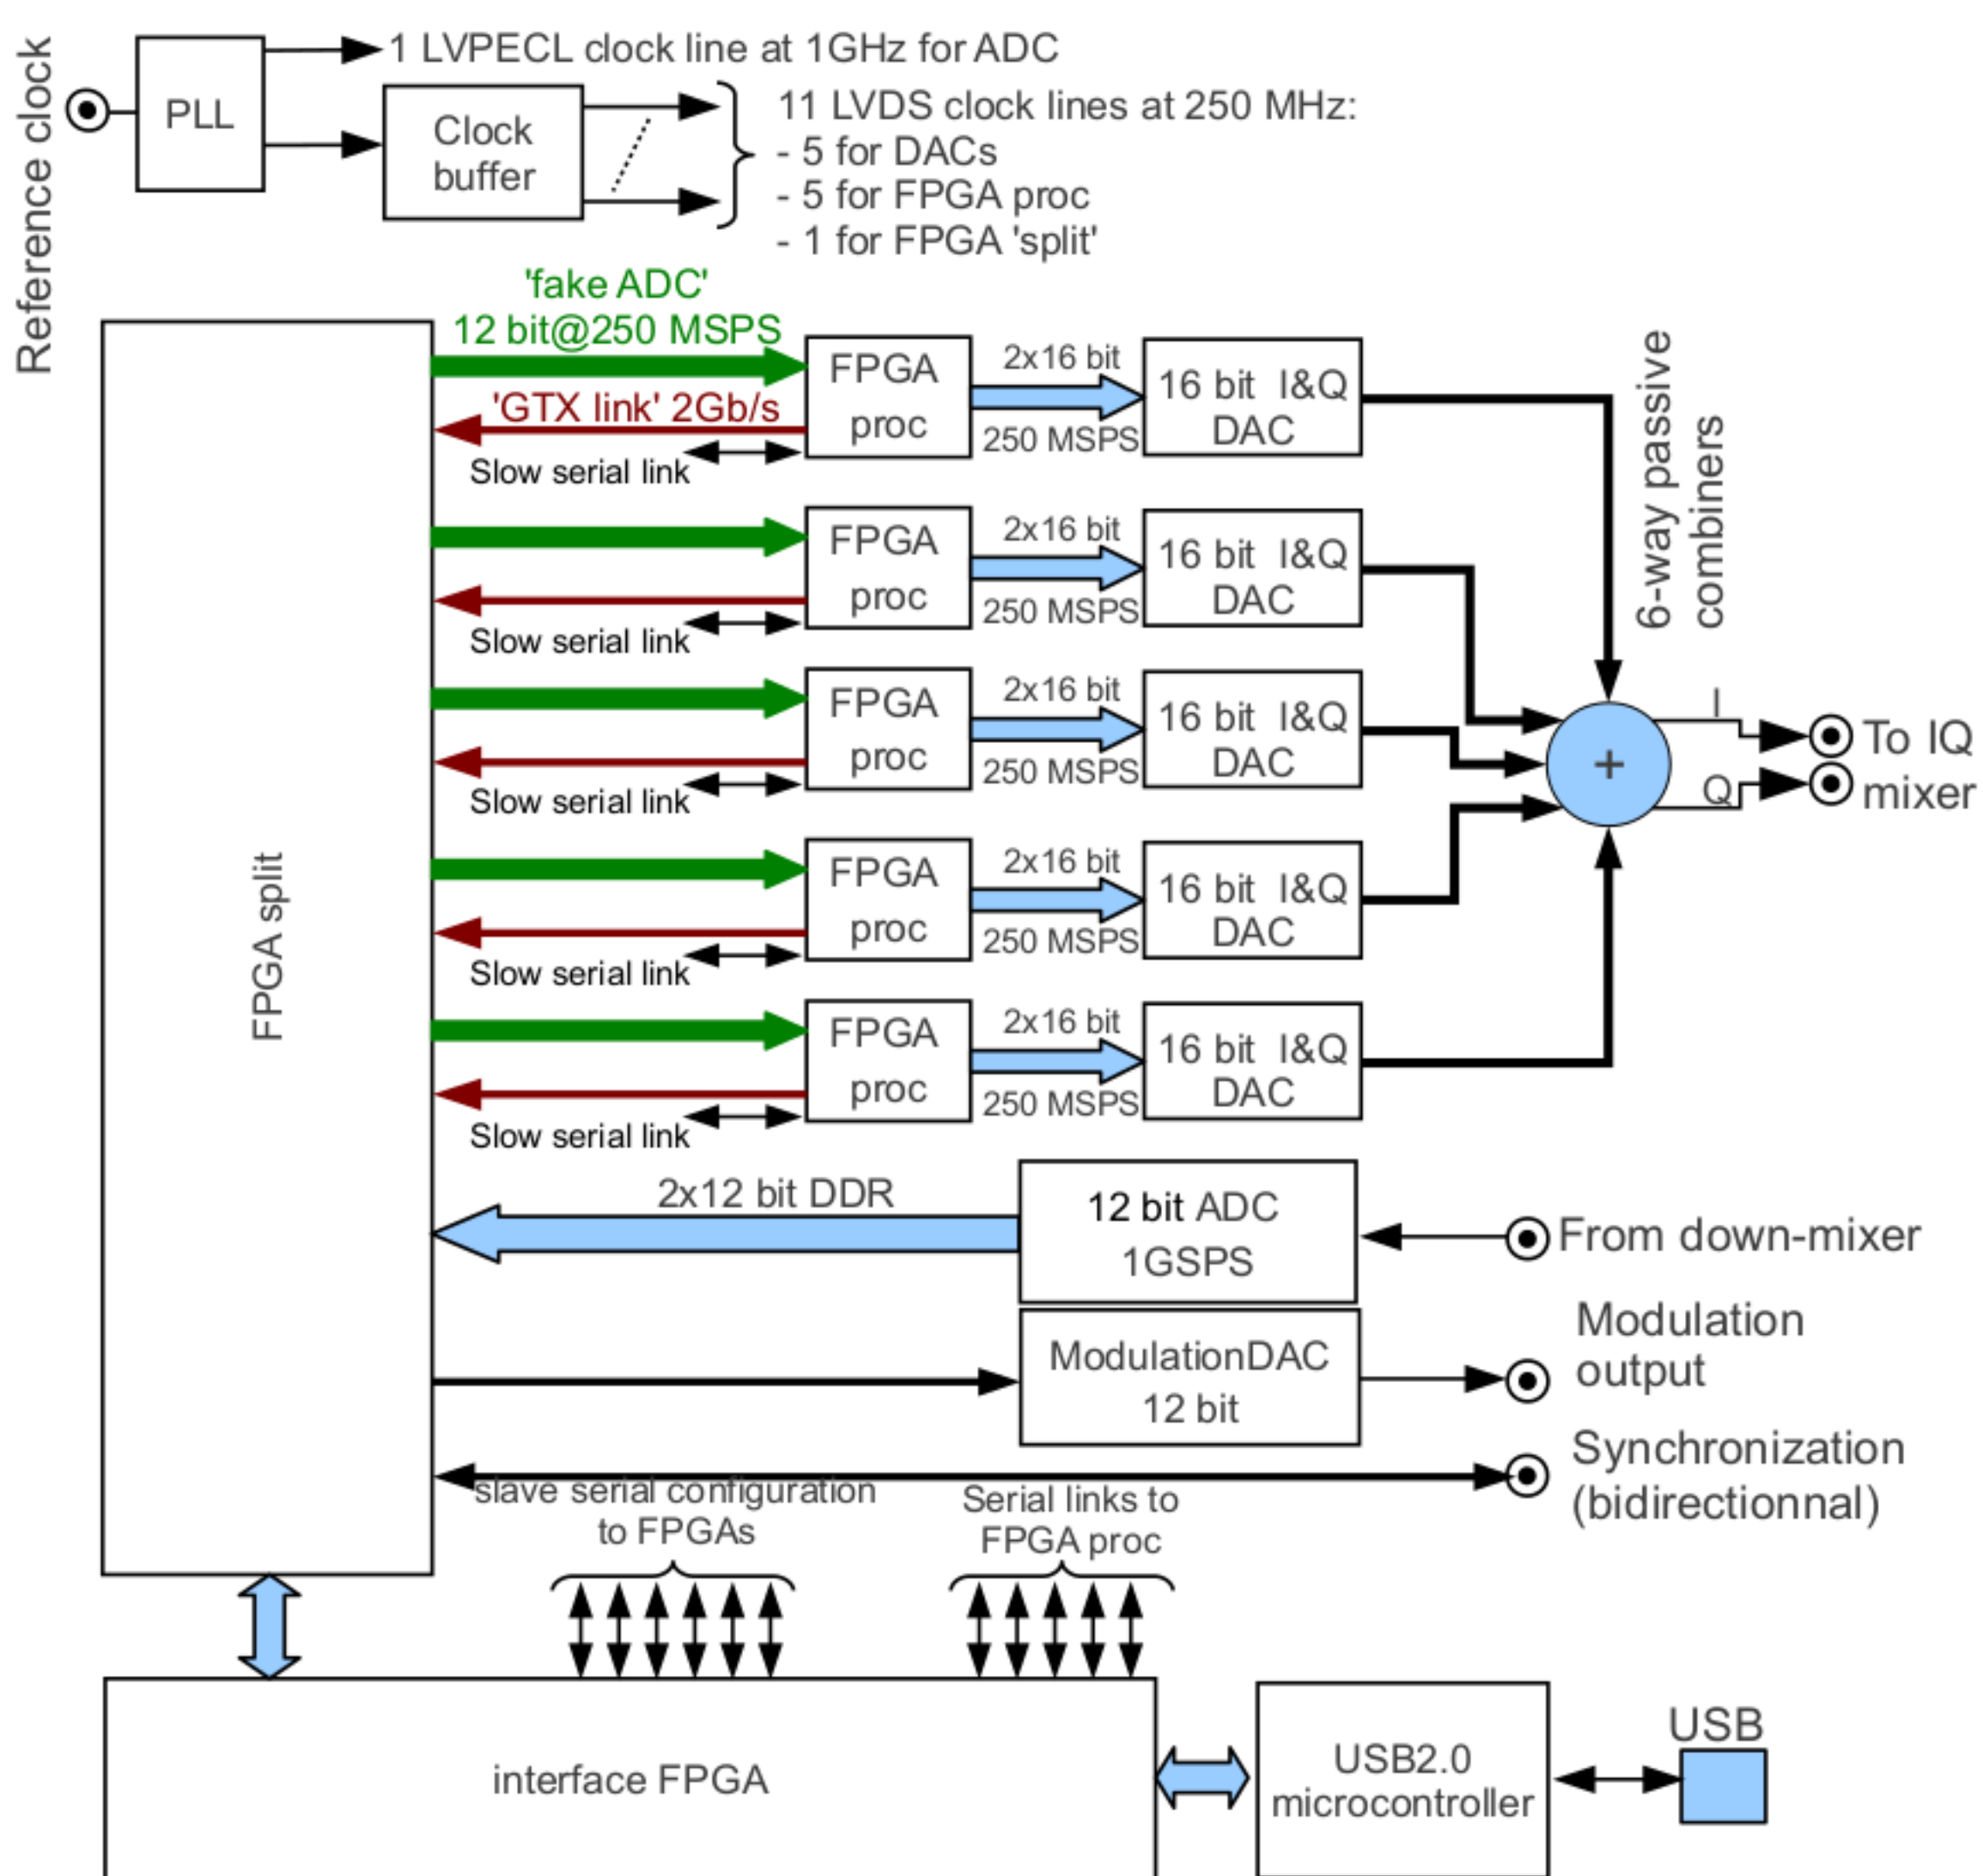 Reference clock
PLL
1 LVPECL clock line at 1GHz for ADC
Clock
buffer
11 LVDS clock lines at 250 MHz:
- 5 for DACs
- 5 for FPGA proc
- 1 for FPGA 'split'
FPGA split
'fake ADC'
12 bit@250 MSPS
'GTX link' 2Gb/s
Slow serial link
FPGA
proc
2x16 bit
250 MSPS
16 bit I&Q
DAC
Slow serial link
FPGA
proc
2x16 bit
250 MSPS
16 bit I&Q
DAC
Slow serial link
FPGA
proc
2x16 bit
250 MSPS
16 bit I&Q
DAC
Slow serial link
FPGA
proc
2x16 bit
250 MSPS
16 bit I&Q
DAC
Slow serial link
FPGA
proc
2x16 bit
250 MSPS
16 bit I&Q
DAC
6-way passive
combiners
+
I
Q
To IQ
mixer
2x12 bit DDR
12 bit ADC
1GSPS
From down-mixer
ModulationDAC
12 bit
Modulation
output
Synchronization
(bidirectionnal)
slave serial configuration
to FPGAs
Serial links to
FPGA proc
interface FPGA
USB2.0
microcontroller
USB